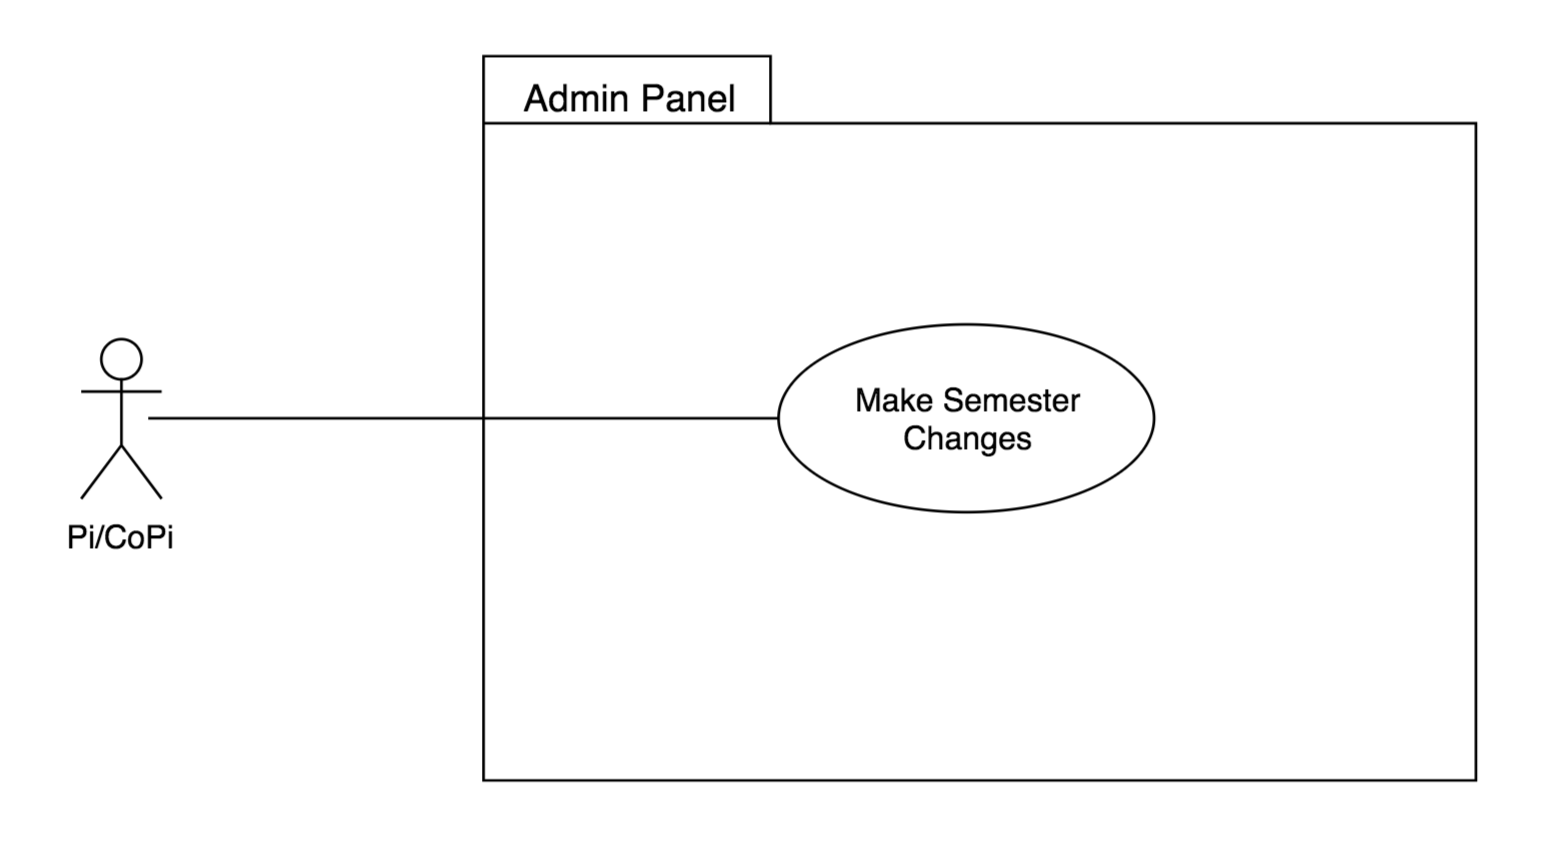 Admin Panel
Make Semester
Changes
Pi/CoPi